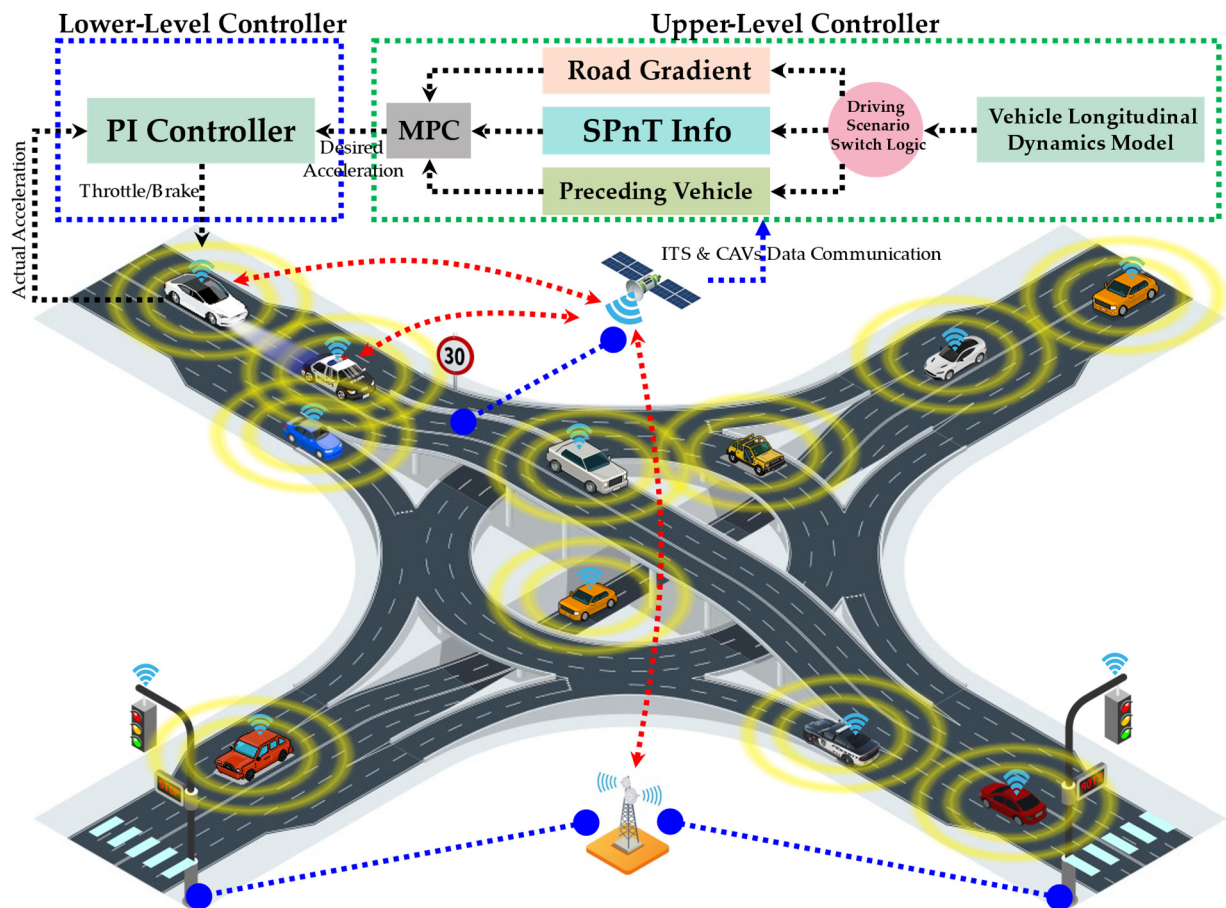 Lower-Level Controller
Upper-Level Controller
Road Gradient
PI Controller
MPC
SPnT Info
Driving
Scenario
Switch Logic
Vehicle Longitudinal
Dynamics Model
Desired
Acceleration
Preceding Vehicle
Throttle/Brake
Actual Acceleration
ITS & CAVs Data Communication
30